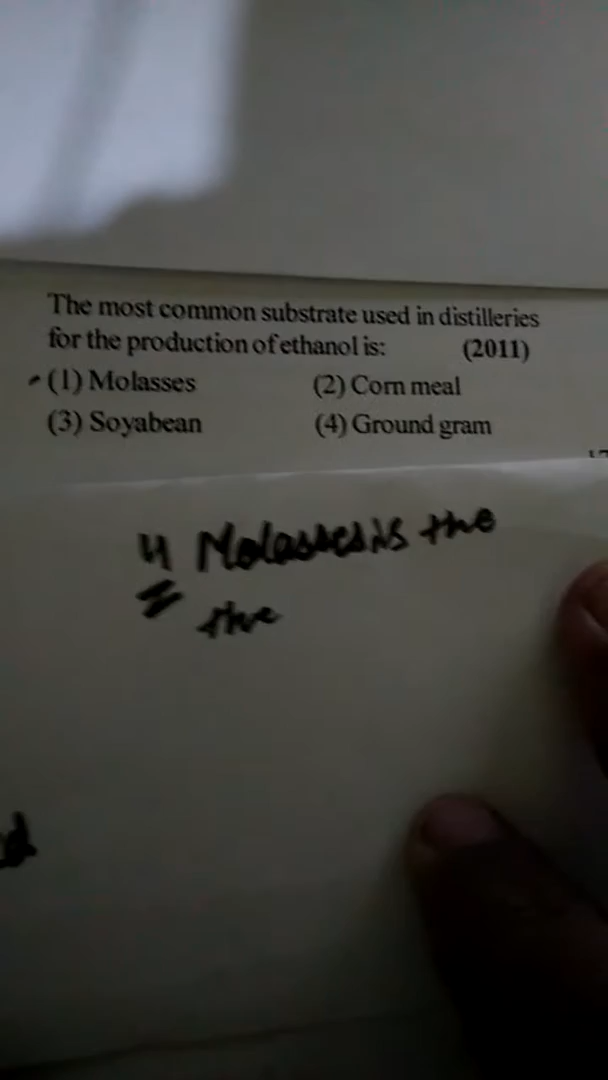 The most common substrate used in distilleries
for the production of ethanol is: (2011)
(1) Molasses (2) Corn meal
(3) Soyabean (4) Ground gram
Molasses is the
the